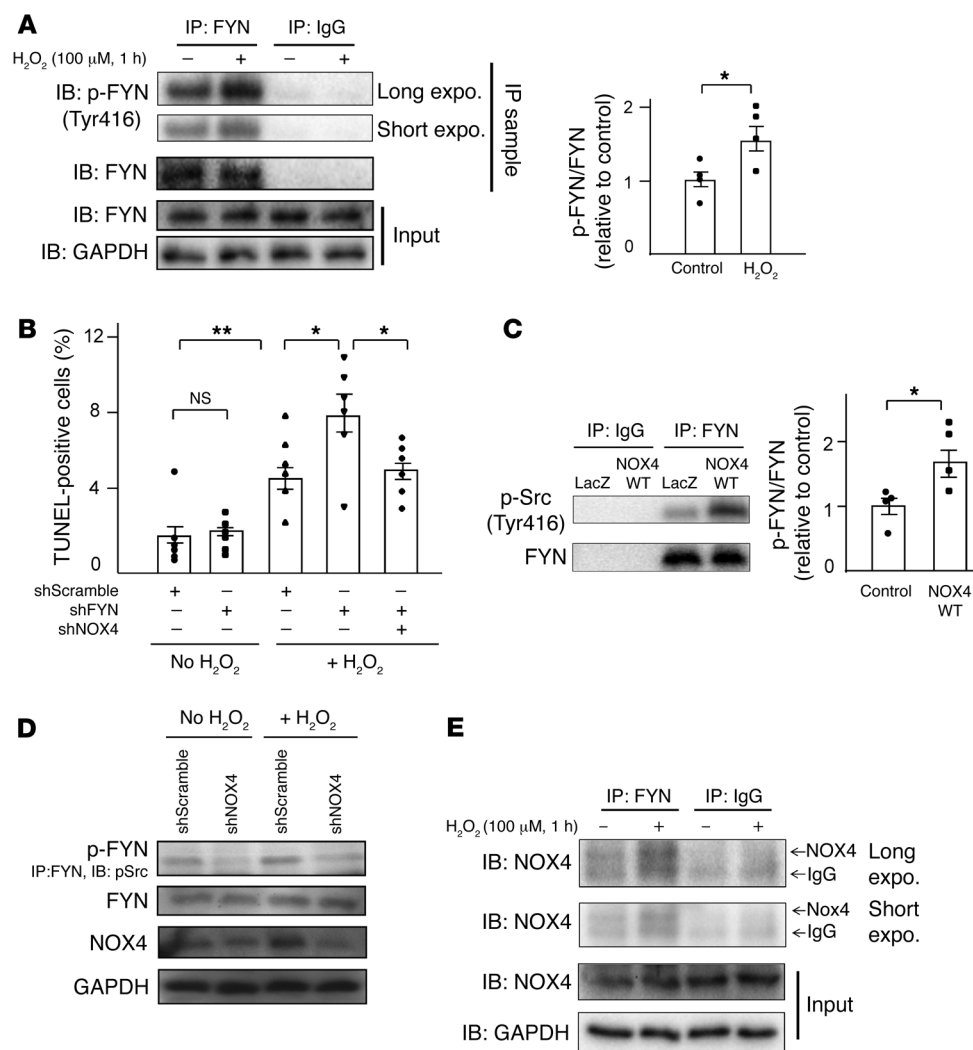 A
IP: FYN IP: IgG
H₂O₂ (100 μM, 1 h) – + – +
IB: p-FYN
(Tyr416)
Long expo.
Short expo.
IB: FYN
IP sample
IB: FYN
IB: GAPDH
Input
p-FYN/FYN
(relative to control)
*
2
1
0
Control H₂O₂
B
TUNEL-positive cells (%)
12
8
4
0
** * *
NS
shScramble + – + – –
shFYN – + – + +
shNOX4 – – – – +
No H₂O₂ + H₂O₂
C
IP: IgG IP: FYN
LacZ NOX4 WT LacZ NOX4 WT
p-Src
(Tyr416)
FYN
p-FYN/FYN
(relative to control)
*
2
1
0
Control NOX4 WT
D
No H₂O₂ + H₂O₂
shScramble shNOX4 shScramble shNOX4
p-FYN
IP:FYN, IB: pSrc
FYN
NOX4
GAPDH
E
IP: FYN IP: IgG
H₂O₂ (100 μM, 1 h) – + – +
IB: NOX4 ←NOX4 Long
←IgG expo.
IB: NOX4 ←Nox4 Short
←IgG expo.
IB: NOX4
IB: GAPDH
Input